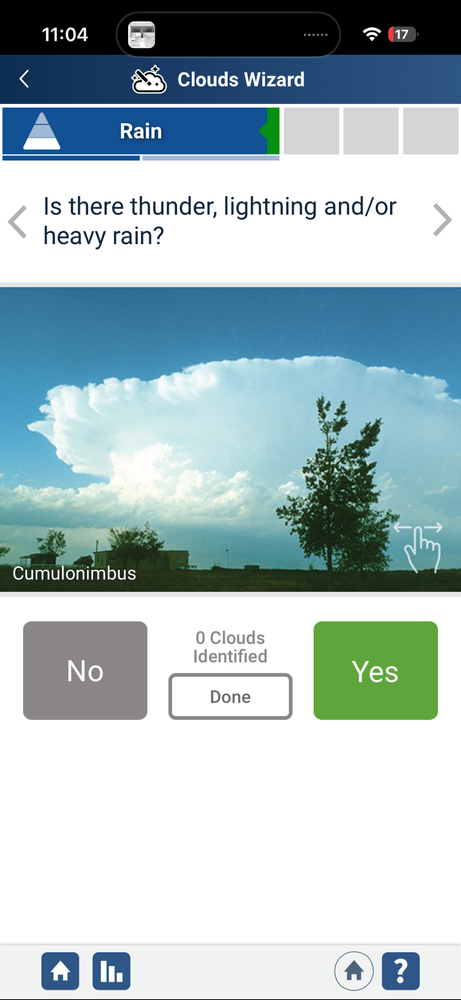 11:04
17
Clouds Wizard
Rain
Is there thunder, lightning and/or
heavy rain?
Cumulonimbus
No
0 Clouds
Identified
Done
Yes
?